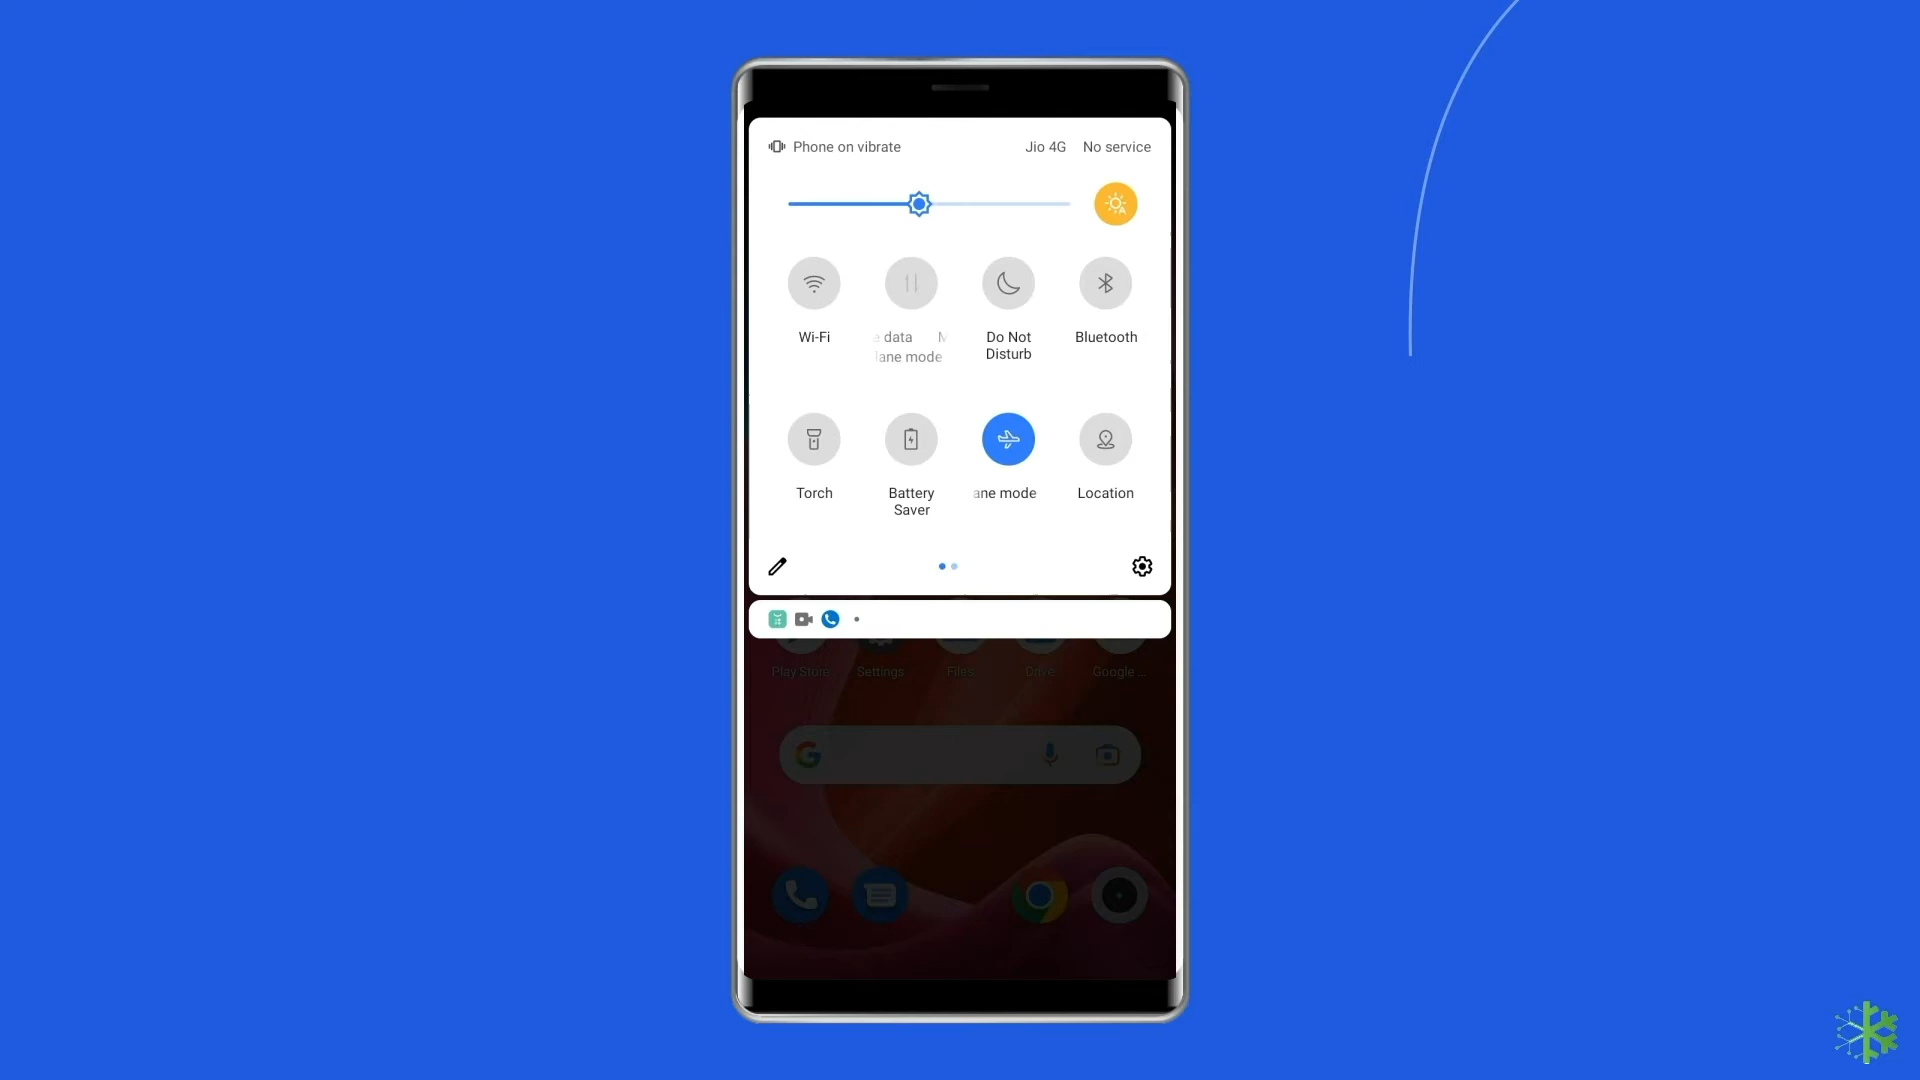 Phone on vibrate Jio 4G No service
Wi-Fi
e data M
lane mode
Do Not
Disturb
Bluetooth
Torch
Battery
Saver
ane mode
Location
Play Store Settings Files Drive Google ...